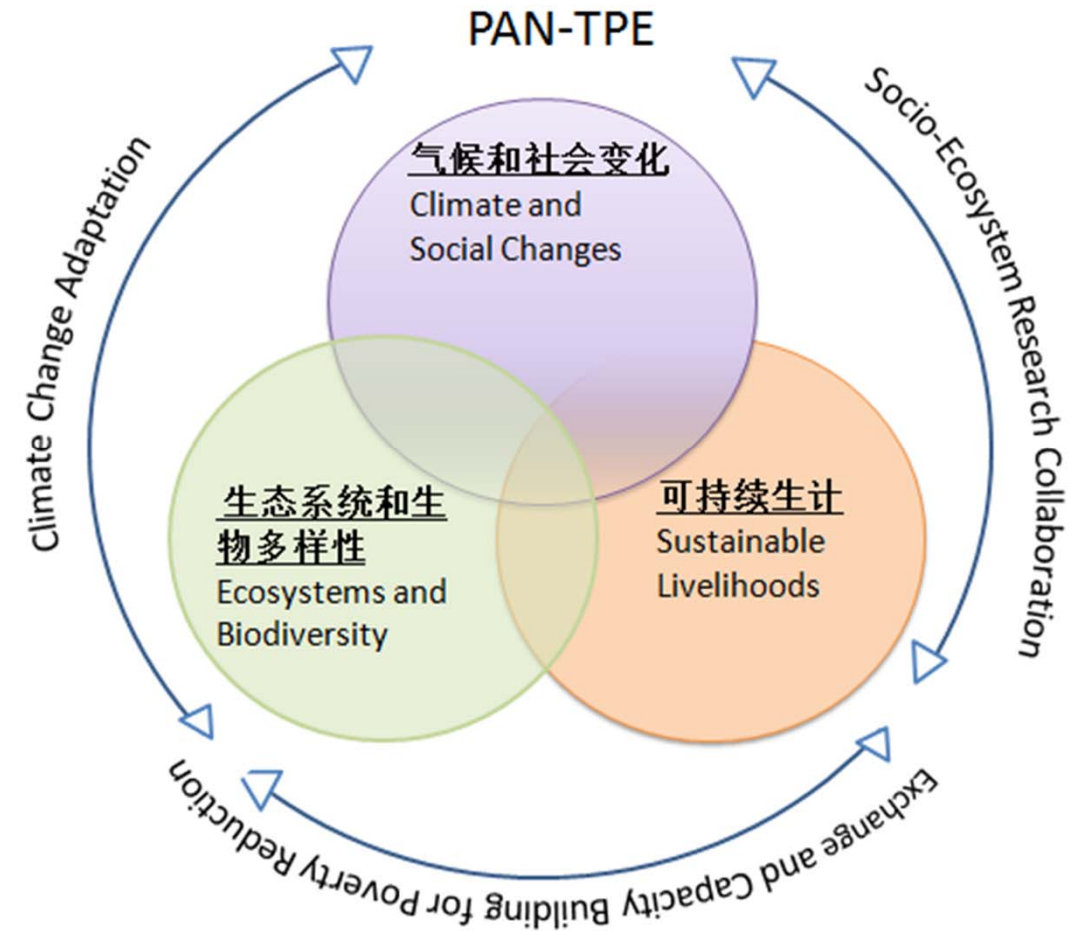 PAN-TPE
气候和社会变化
Climate and
Social Changes
生态系统和生
物多样性
Ecosystems and
Biodiversity
可持续生计
Sustainable
Livelihoods
Climate Change Adaptation
Socio-Ecosystem Research Collaboration
Exchange and Capacity Building for Poverty Reduction